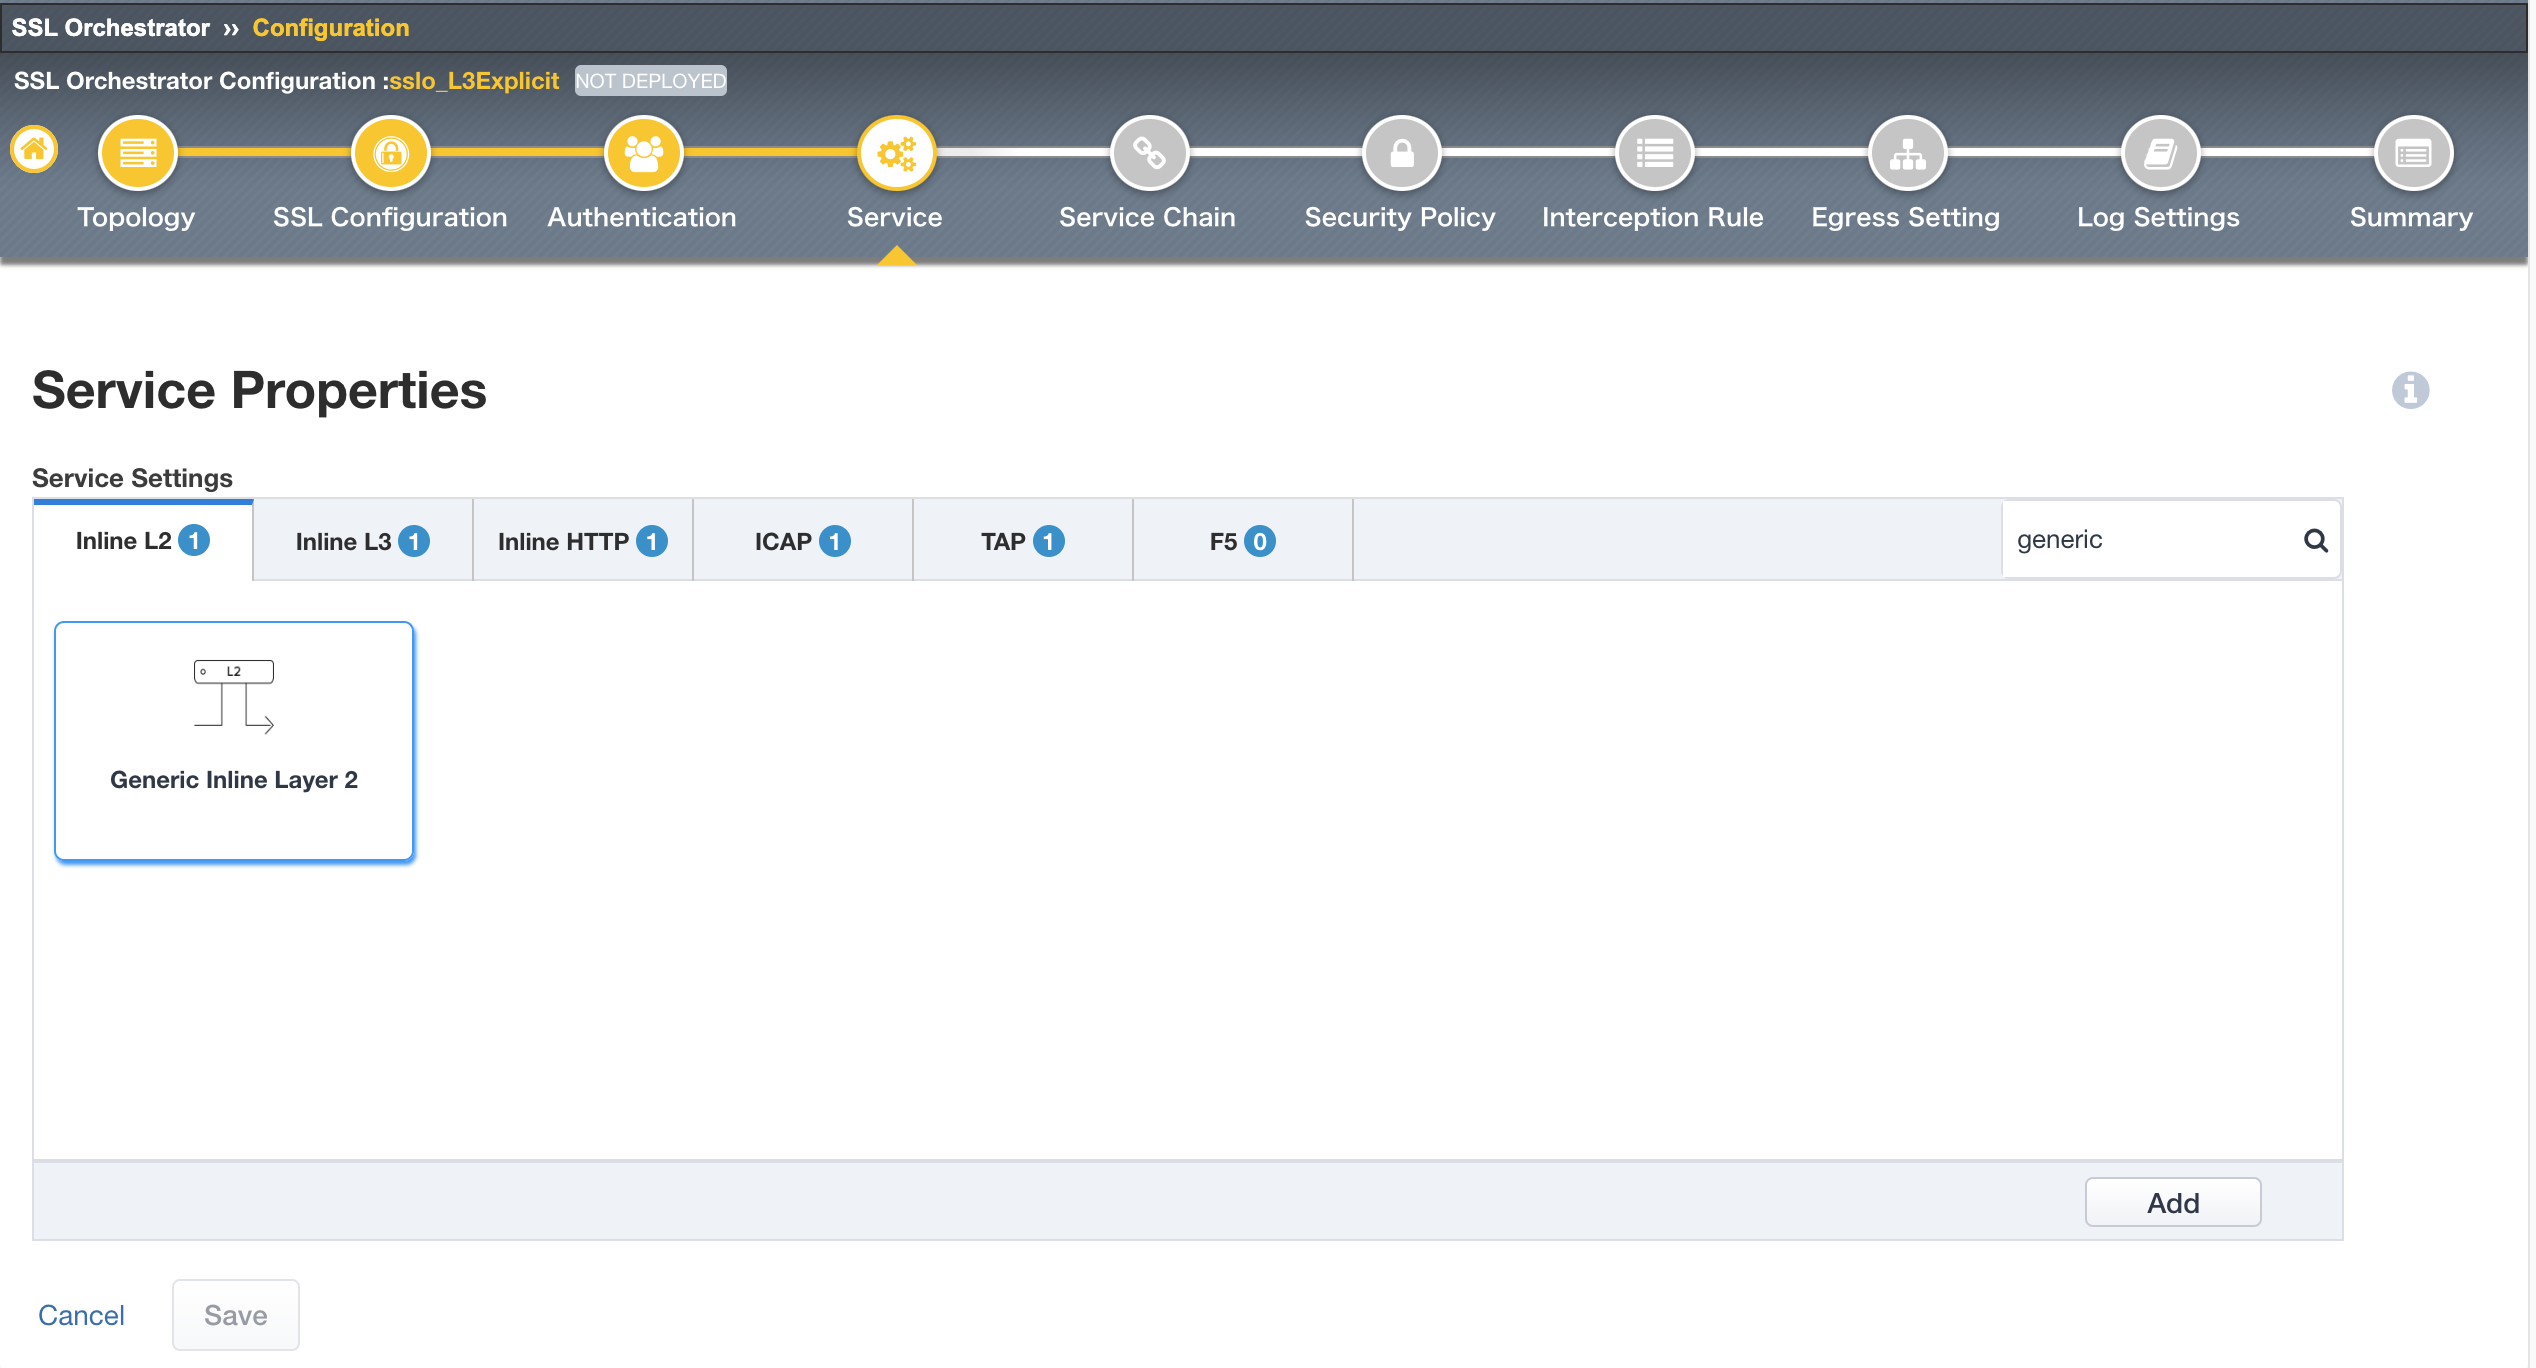 SSL Orchestrator » Configuration
SSL Orchestrator Configuration :sslo_L3Explicit NOT DEPLOYED
Topology SSL Configuration Authentication Service Service Chain Security Policy Interception Rule Egress Setting Log Settings Summary
Service Properties
Service Settings
Inline L2 1 Inline L3 1 Inline HTTP 1 ICAP 1 TAP 1 F5 0 generic
L2
Generic Inline Layer 2
Add
Cancel Save